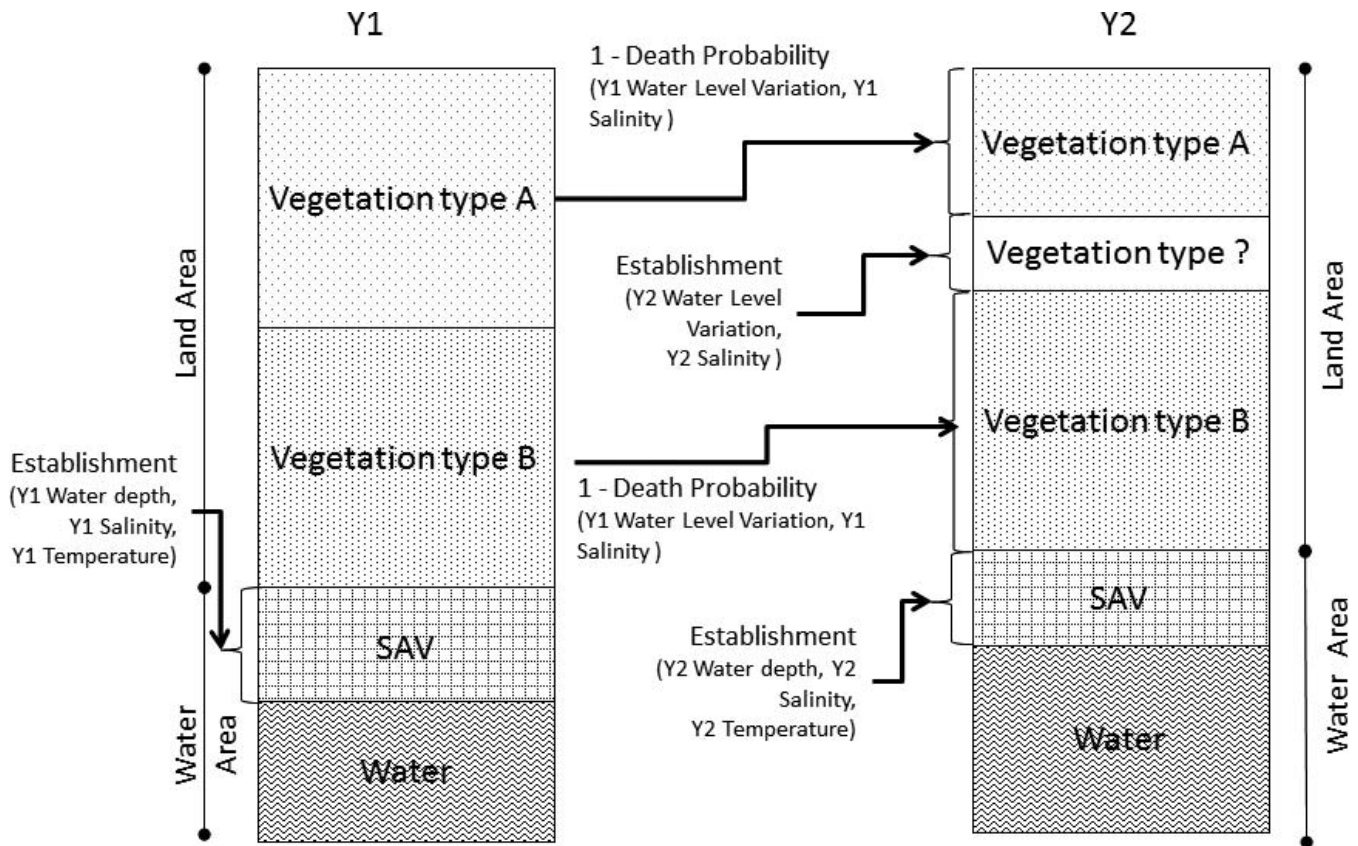 Y1
Y2
1 - Death Probability
(Y1 Water Level Variation, Y1
Salinity )
Vegetation type A
Vegetation type A
Vegetation type ?
Establishment
(Y2 Water Level
Variation,
Y2 Salinity )
Land Area
Land Area
Vegetation type B
Vegetation type B
Establishment
(Y1 Water depth,
Y1 Salinity,
Y1 Temperature)
1 - Death Probability
(Y1 Water Level Variation, Y1
Salinity )
SAV
SAV
Establishment
(Y2 Water depth, Y2
Salinity,
Y2 Temperature)
Water
Area
Water Area
Water
Water